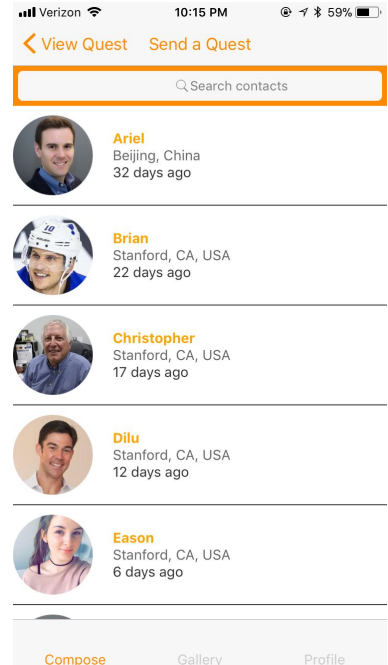 Verizon 10:15 PM 59%
View Quest Send a Quest
Search contacts
Ariel
Beijing, China
32 days ago
10
Brian
Stanford, CA, USA
22 days ago
Christopher
Stanford, CA, USA
17 days ago
Dilu
Stanford, CA, USA
12 days ago
Eason
Stanford, CA, USA
6 days ago
Compose Gallery Profile